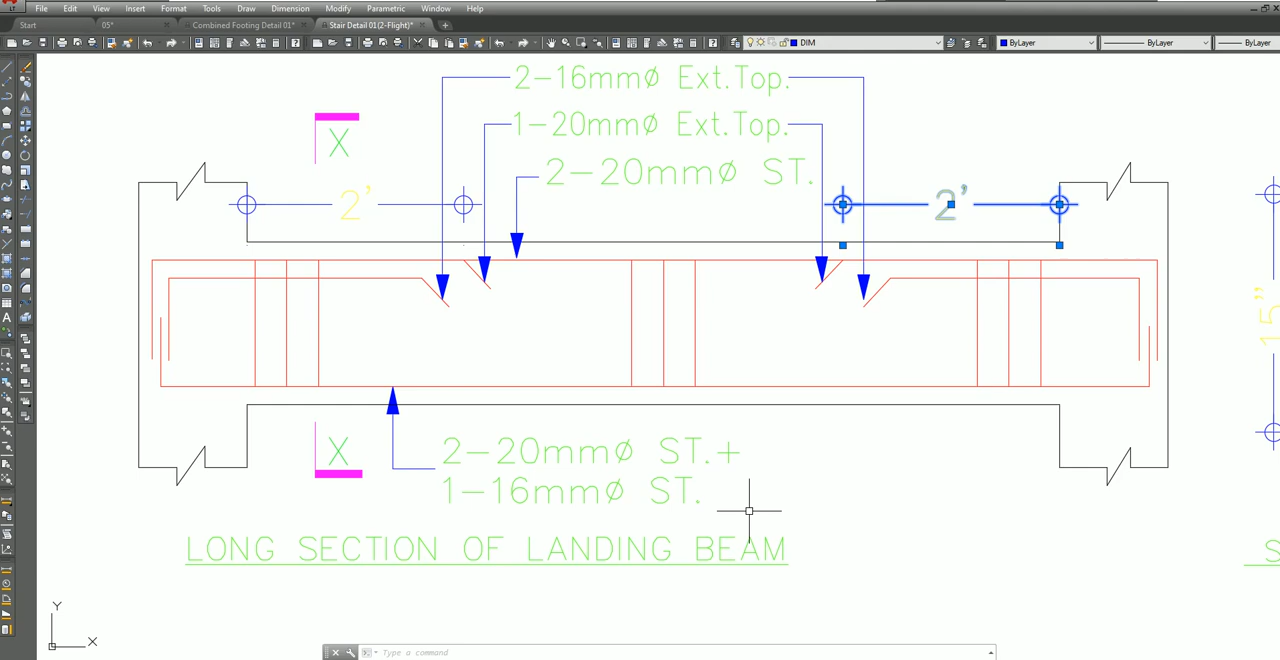 File Edit View Insert Format Tools Draw Dimension Modify Parametric Window Help
Start 05* Combined Footing Detail 01* Stair Detail 01(2-Flight)*
DIM ByLayer ByLayer ByLayer
2-16mmø Ext.Top.
1-20mmø Ext.Top.
X
2-20mmø ST.
2' 2'
15"
X
2-20mmø ST.+
1-16mmø ST.
LONG SECTION OF LANDING BEAM
S
Y
X
Type a command